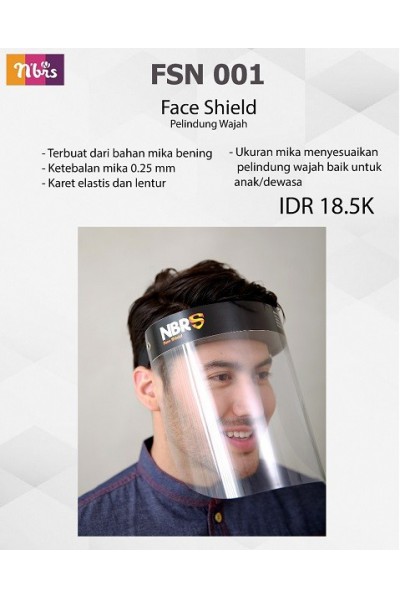 n'brs
FSN 001
Face Shield
Pelindung Wajah
- Terbuat dari bahan mika bening
- Ketebalan mika 0.25 mm
- Karet elastis dan lentur
- Ukuran mika menyesuaikan
pelindung wajah baik untuk
anak/dewasa
IDR 18.5K
NBRS